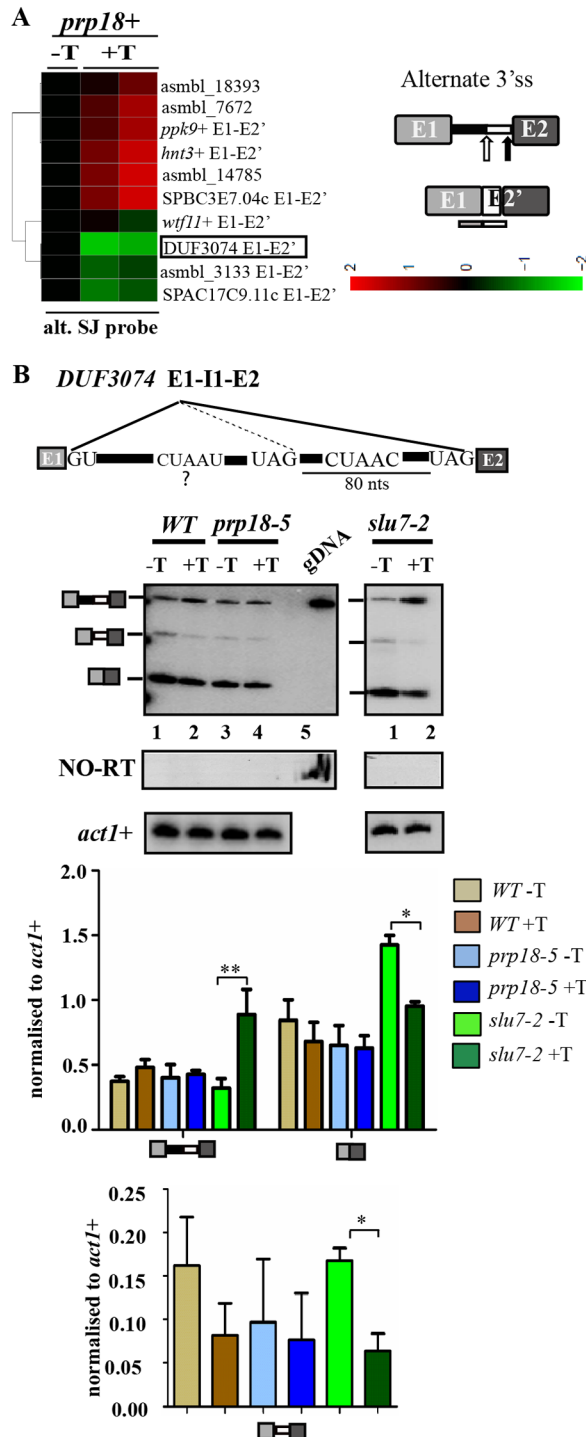 A
prp18+
-T +T
asmbl_18393
asmbl_7672
ppk9+ E1-E2’
hnt3+ E1-E2’
asmbl_14785
SPBC3E7.04c E1-E2’
wtf11+ E1-E2’
DUF3074 E1-E2’
asmbl_3133 E1-E2’
SPAC17C9.11c E1-E2’
alt. SJ probe
Alternate 3’ss
E1 E2
E1 E2’
2 1 0 -1 -2
B DUF3074 E1-I1-E2
E1 GU CUAAU UAG CUAAC UAG E2
? 80 nts
WT prp18-5 gDNA slu7-2
-T +T -T +T -T +T
1 2 3 4 5 1 2
NO-RT
act1+
normalised to act1+
2.0
1.5
1.0
0.5
0.0
** *
WT -T
WT +T
prp18-5 -T
prp18-5 +T
slu7-2 -T
slu7-2 +T
normalised to act1+
0.25
0.20
0.15
0.10
0.05
0.00
*